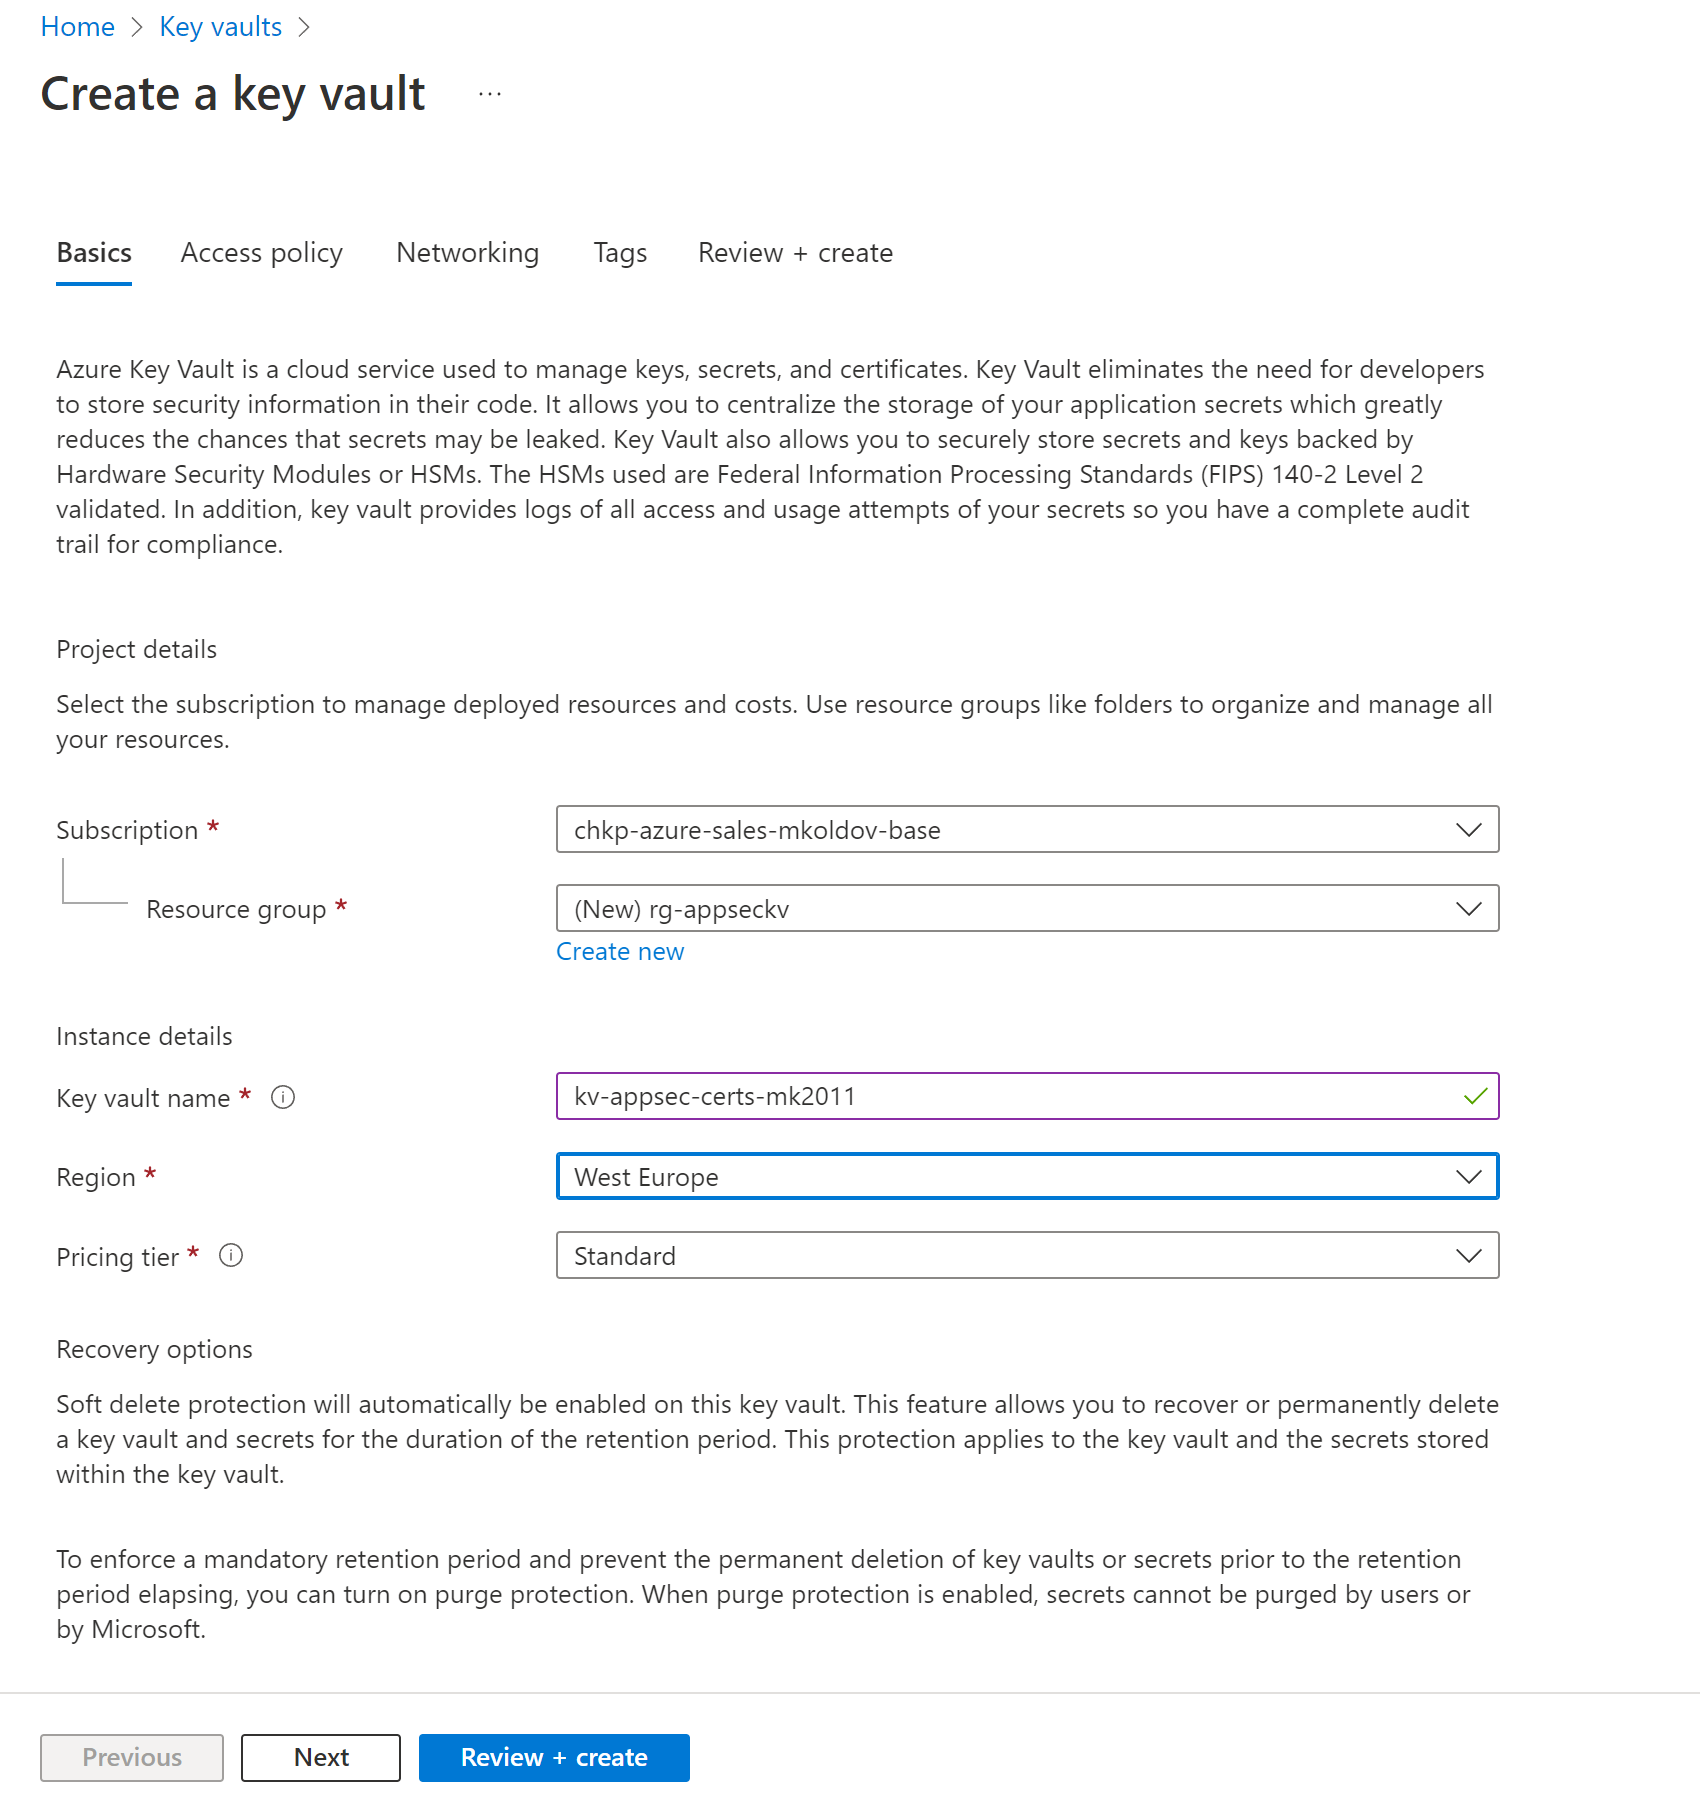 Home > Key vaults >
Create a key vault ...
Basics Access policy Networking Tags Review + create
Azure Key Vault is a cloud service used to manage keys, secrets, and certificates. Key Vault eliminates the need for developers
to store security information in their code. It allows you to centralize the storage of your application secrets which greatly
reduces the chances that secrets may be leaked. Key Vault also allows you to securely store secrets and keys backed by
Hardware Security Modules or HSMs. The HSMs used are Federal Information Processing Standards (FIPS) 140-2 Level 2
validated. In addition, key vault provides logs of all access and usage attempts of your secrets so you have a complete audit
trail for compliance.
Project details
Select the subscription to manage deployed resources and costs. Use resource groups like folders to organize and manage all
your resources.
Subscription * chkp-azure-sales-mkoldov-base
Resource group * (New) rg-appseckv
Create new
Instance details
Key vault name * kv-appsec-certs-mk2011
Region * West Europe
Pricing tier * Standard
Recovery options
Soft delete protection will automatically be enabled on this key vault. This feature allows you to recover or permanently delete
a key vault and secrets for the duration of the retention period. This protection applies to the key vault and the secrets stored
within the key vault.
To enforce a mandatory retention period and prevent the permanent deletion of key vaults or secrets prior to the retention
period elapsing, you can turn on purge protection. When purge protection is enabled, secrets cannot be purged by users or
by Microsoft.
Previous Next Review + create